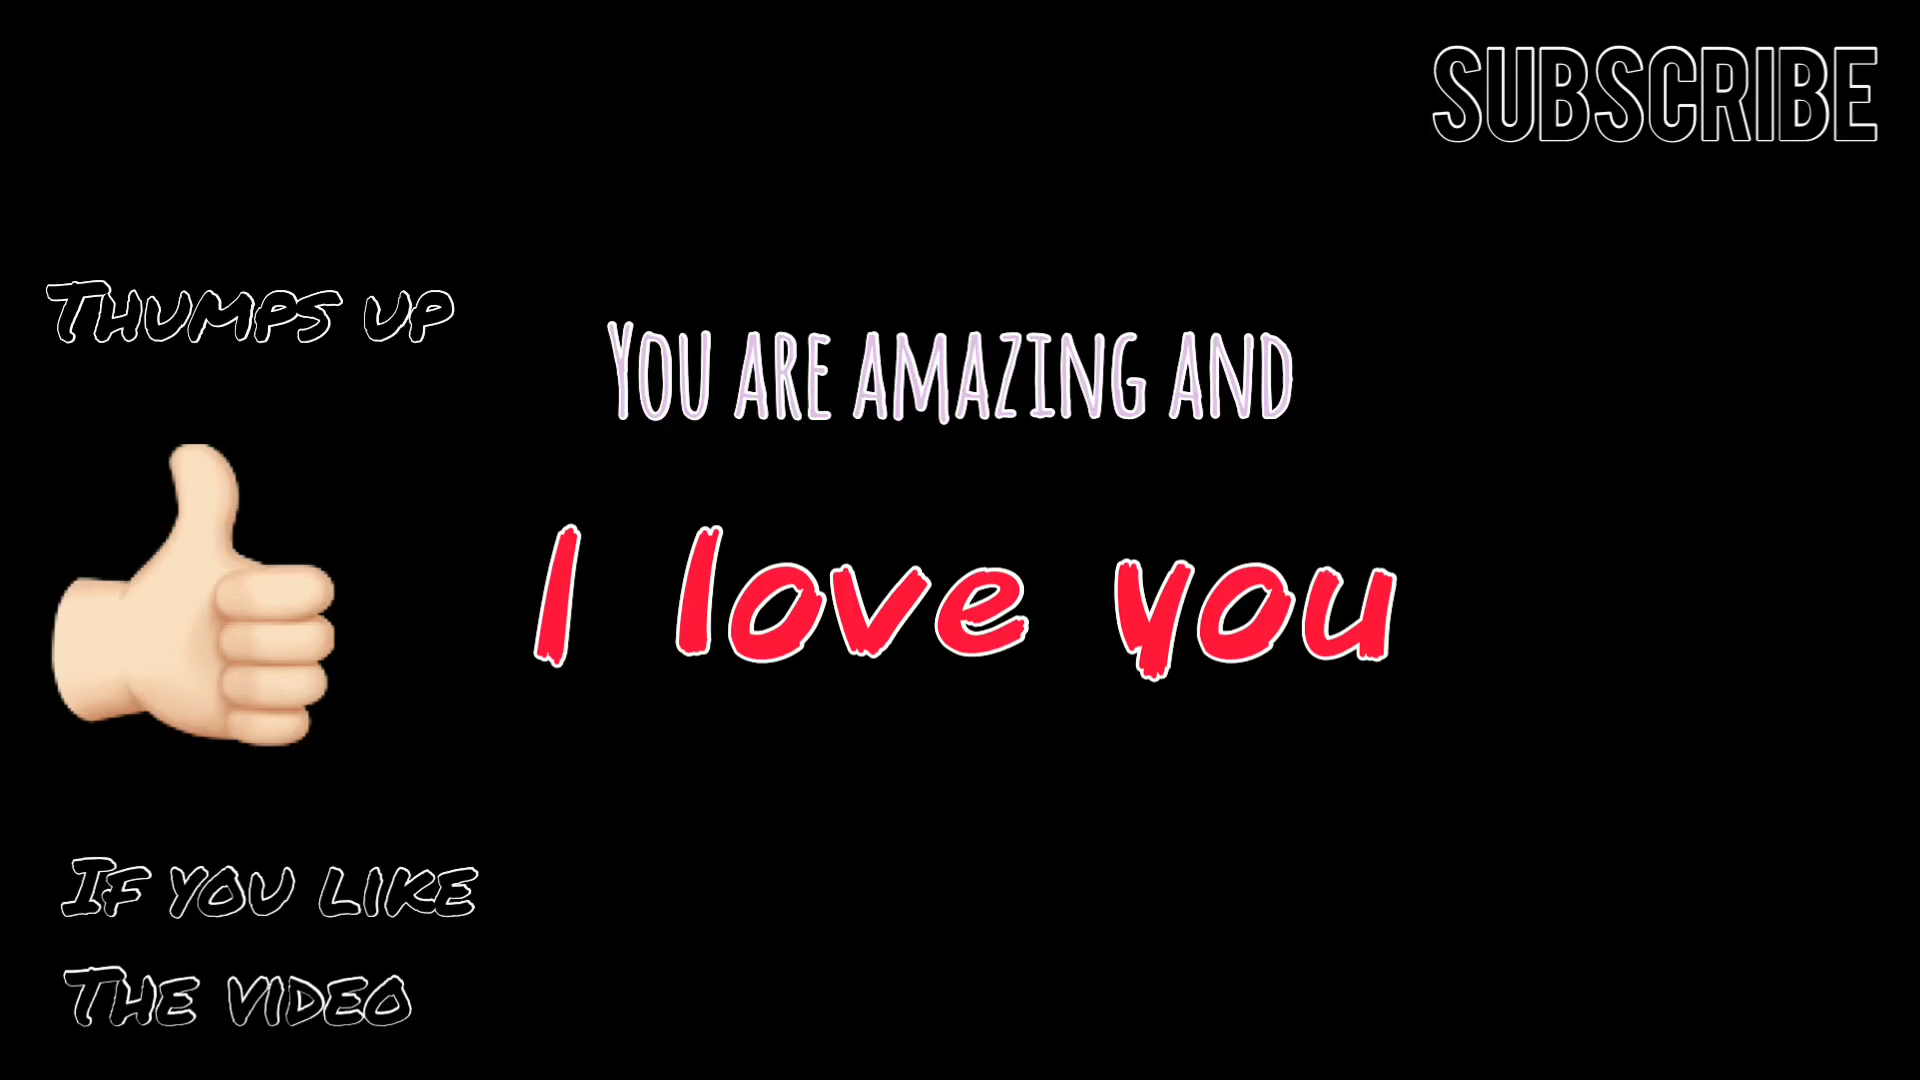 SUBSCRIBE
THUMPS UP
YOU ARE AMAZING AND
I love you
IF YOU LIKE
THE VIDEO